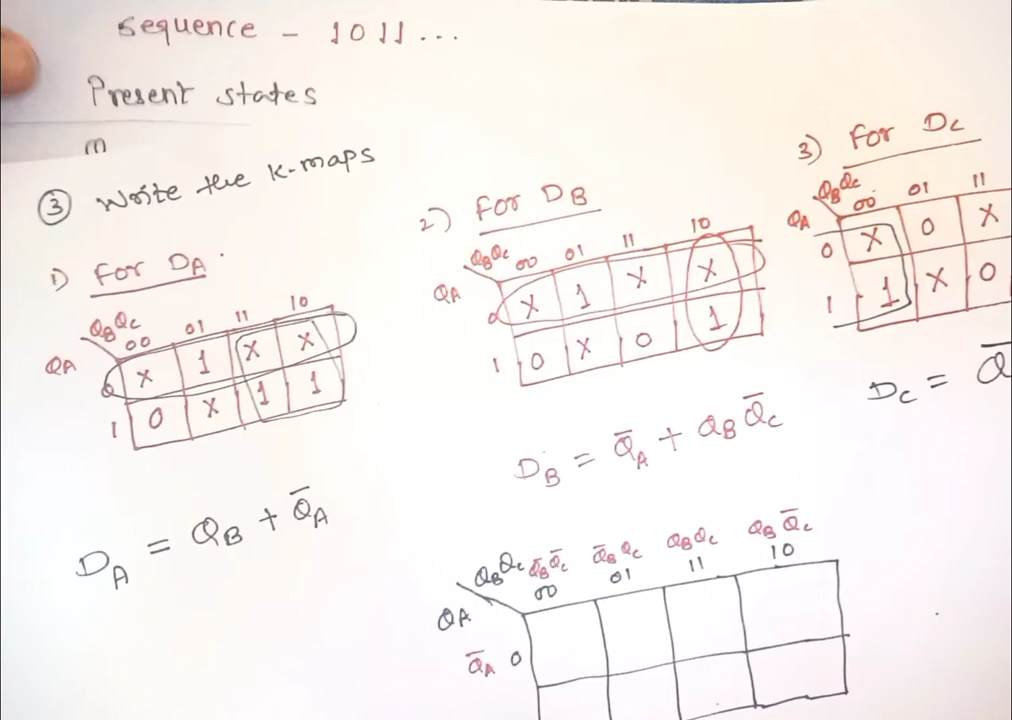 sequence - 1011...
Present states
m
③ Write the K-maps
1) For DA
QBQC
00 01 11 10
QA
0 X 1 X X
1 0 X 1 1
DA = QB + Q̅A
2) For DB
QBQC
00 01 11 10
QA
0 X 1 X X
1 0 X 0 1
DB = Q̅A + QB Q̅C
3) For DC
QBQC
00 01 11
QA
0 X 0 X
1 1 X 0
DC = Q̅
QBQC Q̅BQ̅C Q̅BQC QBQC QBQ̅C
00 01 11 10
QA
Q̅A 0